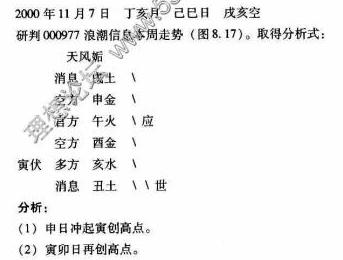 2000 年 11 月 7 日 丁亥月 己巳日 戌亥空
研判 000977 浪潮信息本周走势（图 8.17）。取得分析式：
天风姤
消息 戌土 \
空方 申金 \
官方 午火 \ 应
空方 酉金 \
寅伏 多方 亥水 \
消息 丑土 \ \ 世
分析：
（1）申日冲起寅创高点。
（2）寅卯日再创高点。
理想论坛